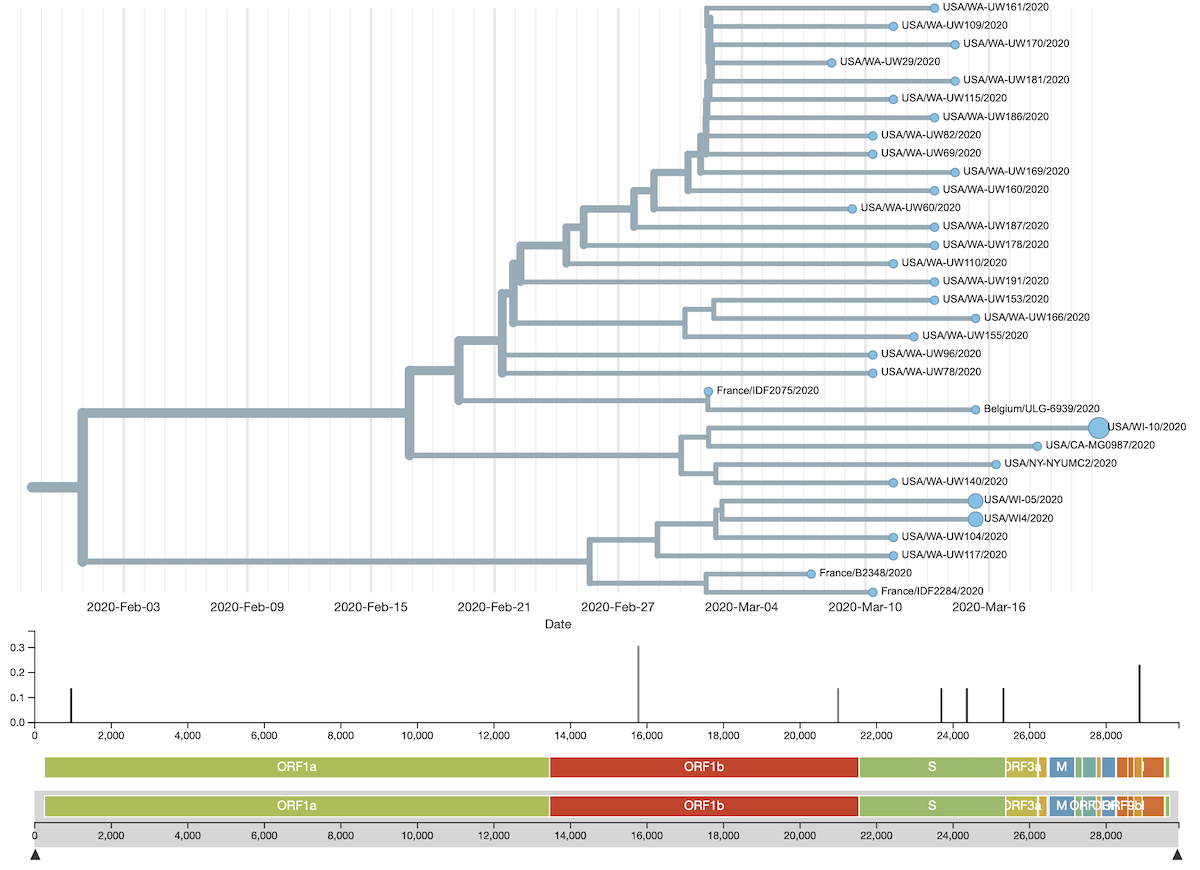 USA/WA-UW161/2020
USA/WA-UW109/2020
USA/WA-UW170/2020
USA/WA-UW29/2020
USA/WA-UW181/2020
USA/WA-UW115/2020
USA/WA-UW186/2020
USA/WA-UW82/2020
USA/WA-UW69/2020
USA/WA-UW169/2020
USA/WA-UW160/2020
USA/WA-UW60/2020
USA/WA-UW187/2020
USA/WA-UW178/2020
USA/WA-UW110/2020
USA/WA-UW191/2020
USA/WA-UW153/2020
USA/WA-UW166/2020
USA/WA-UW155/2020
USA/WA-UW96/2020
USA/WA-UW78/2020
France/IDF2075/2020
Belgium/ULG-6939/2020
USA/WI-10/2020
USA/CA-MG0987/2020
USA/NY-NYUMC2/2020
USA/WA-UW140/2020
USA/WI-05/2020
USA/WI4/2020
USA/WA-UW104/2020
USA/WA-UW117/2020
France/B2348/2020
France/IDF2284/2020
2020-Feb-03 2020-Feb-09 2020-Feb-15 2020-Feb-21 2020-Feb-27 2020-Mar-04 2020-Mar-10 2020-Mar-16
Date
0.3
0.2
0.1
0.0
0 2,000 4,000 6,000 8,000 10,000 12,000 14,000 16,000 18,000 20,000 22,000 24,000 26,000 28,000
ORF1a ORF1b S ORF3a M
ORF1a ORF1b S ORF3a M ORF9b
0 2,000 4,000 6,000 8,000 10,000 12,000 14,000 16,000 18,000 20,000 22,000 24,000 26,000 28,000